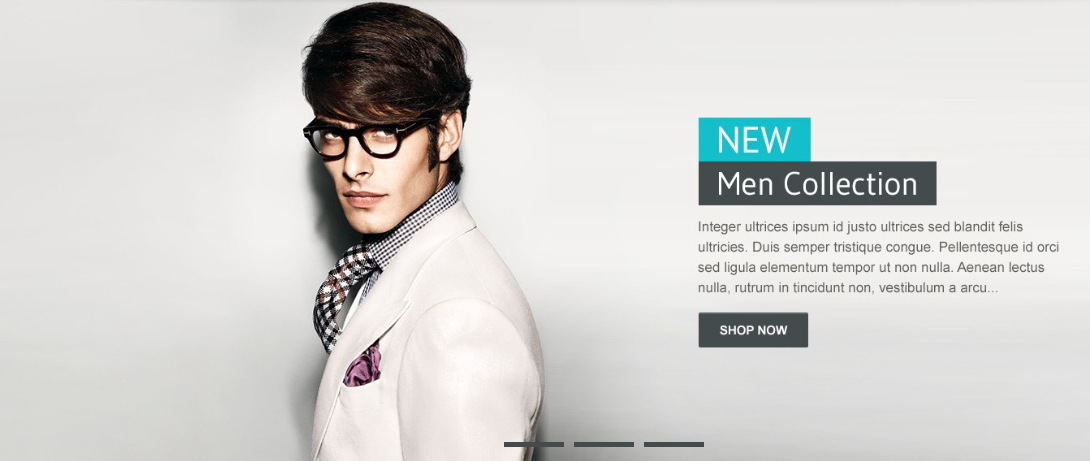 NEW
Men Collection
Integer ultrices ipsum id justo ultrices sed blandit felis
ultricies. Duis semper tristique congue. Pellentesque id orci
sed ligula elementum tempor ut non nulla. Aenean lectus
nulla, rutrum in tincidunt non, vestibulum a arcu...
SHOP NOW